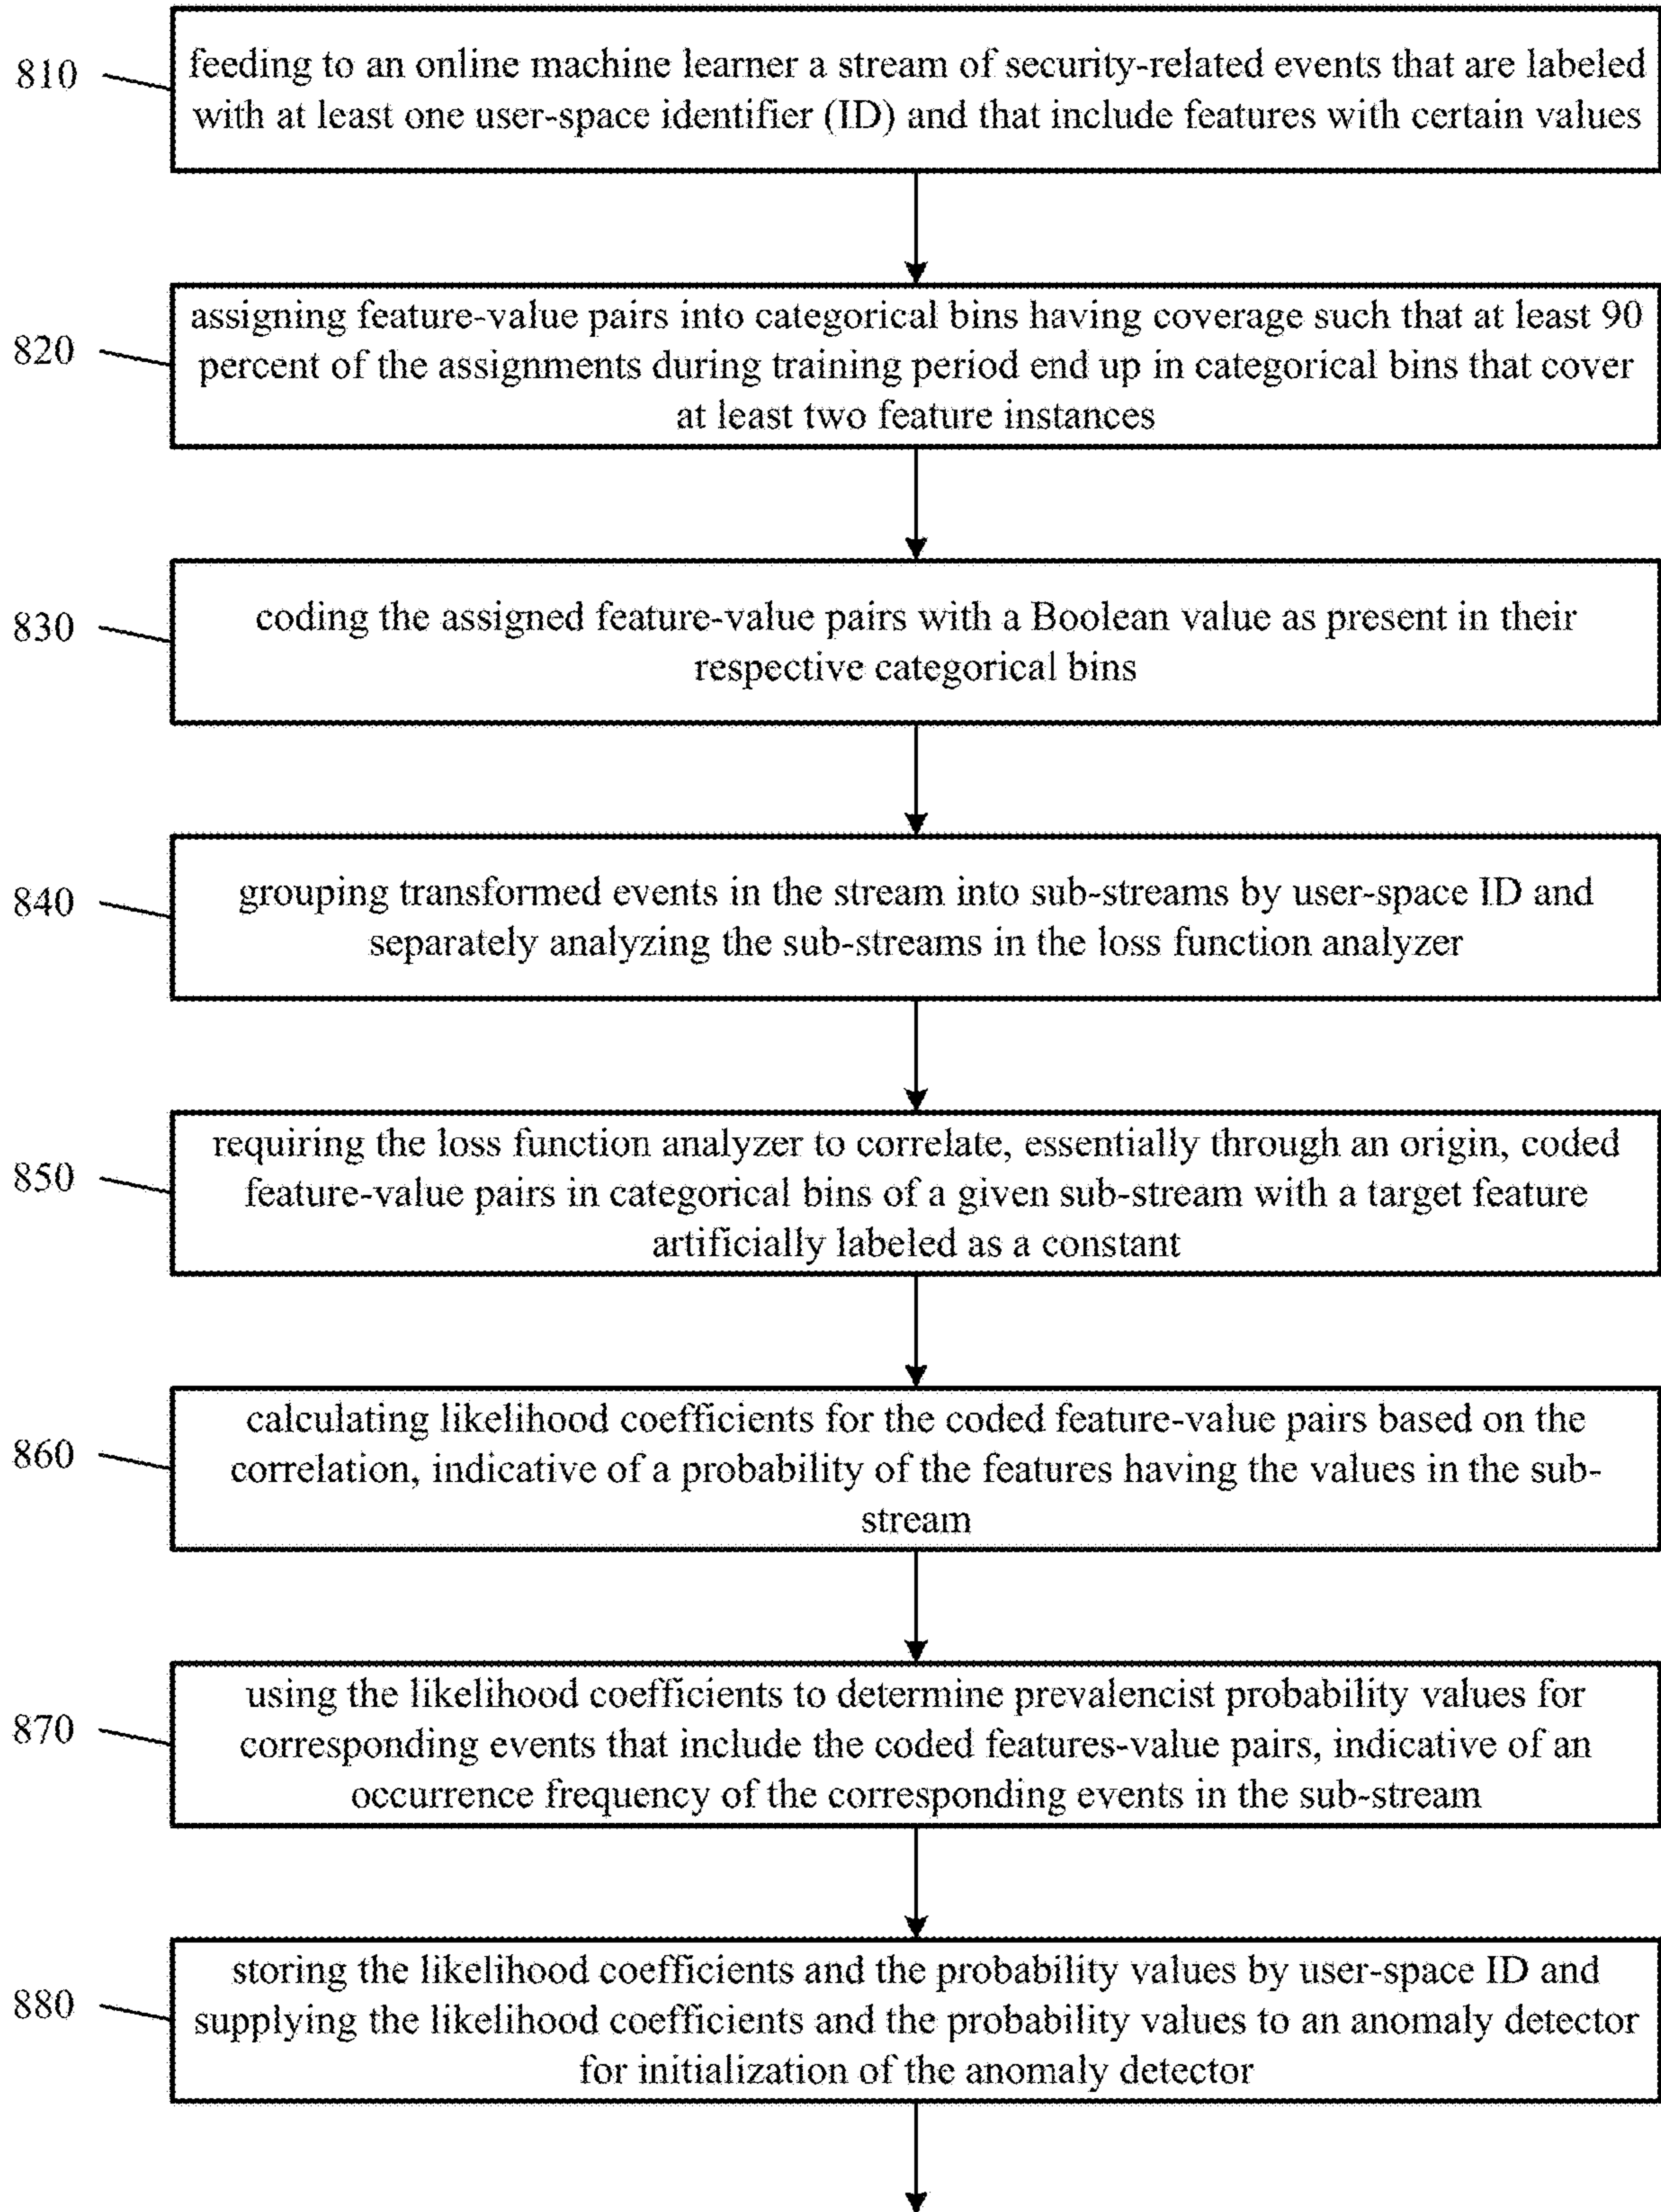 810
feeding to an online machine learner a stream of security-related events that are labeled
with at least one user-space identifier (ID) and that include features with certain values
820
assigning feature-value pairs into categorical bins having coverage such that at least 90
percent of the assignments during training period end up in categorical bins that cover
at least two feature instances
830
coding the assigned feature-value pairs with a Boolean value as present in their
respective categorical bins
840
grouping transformed events in the stream into sub-streams by user-space ID and
separately analyzing the sub-streams in the loss function analyzer
850
requiring the loss function analyzer to correlate, essentially through an origin, coded
feature-value pairs in categorical bins of a given sub-stream with a target feature
artificially labeled as a constant
860
calculating likelihood coefficients for the coded feature-value pairs based on the
correlation, indicative of a probability of the features having the values in the sub-
stream
870
using the likelihood coefficients to determine prevalencist probability values for
corresponding events that include the coded features-value pairs, indicative of an
occurrence frequency of the corresponding events in the sub-stream
880
storing the likelihood coefficients and the probability values by user-space ID and
supplying the likelihood coefficients and the probability values to an anomaly detector
for initialization of the anomaly detector